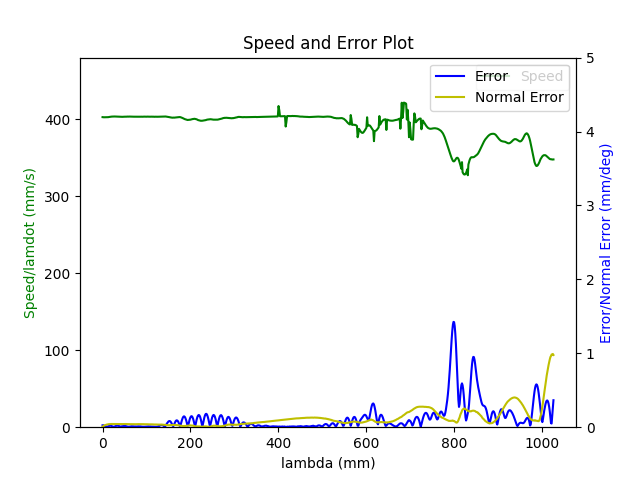 Speed and Error Plot
Speed/lamdot (mm/s)
400
300
200
100
0
Error
Speed
Normal Error
5
4
3
2
1
0
Error/Normal Error (mm/deg)
0
200
400
600
800
1000
lambda (mm)